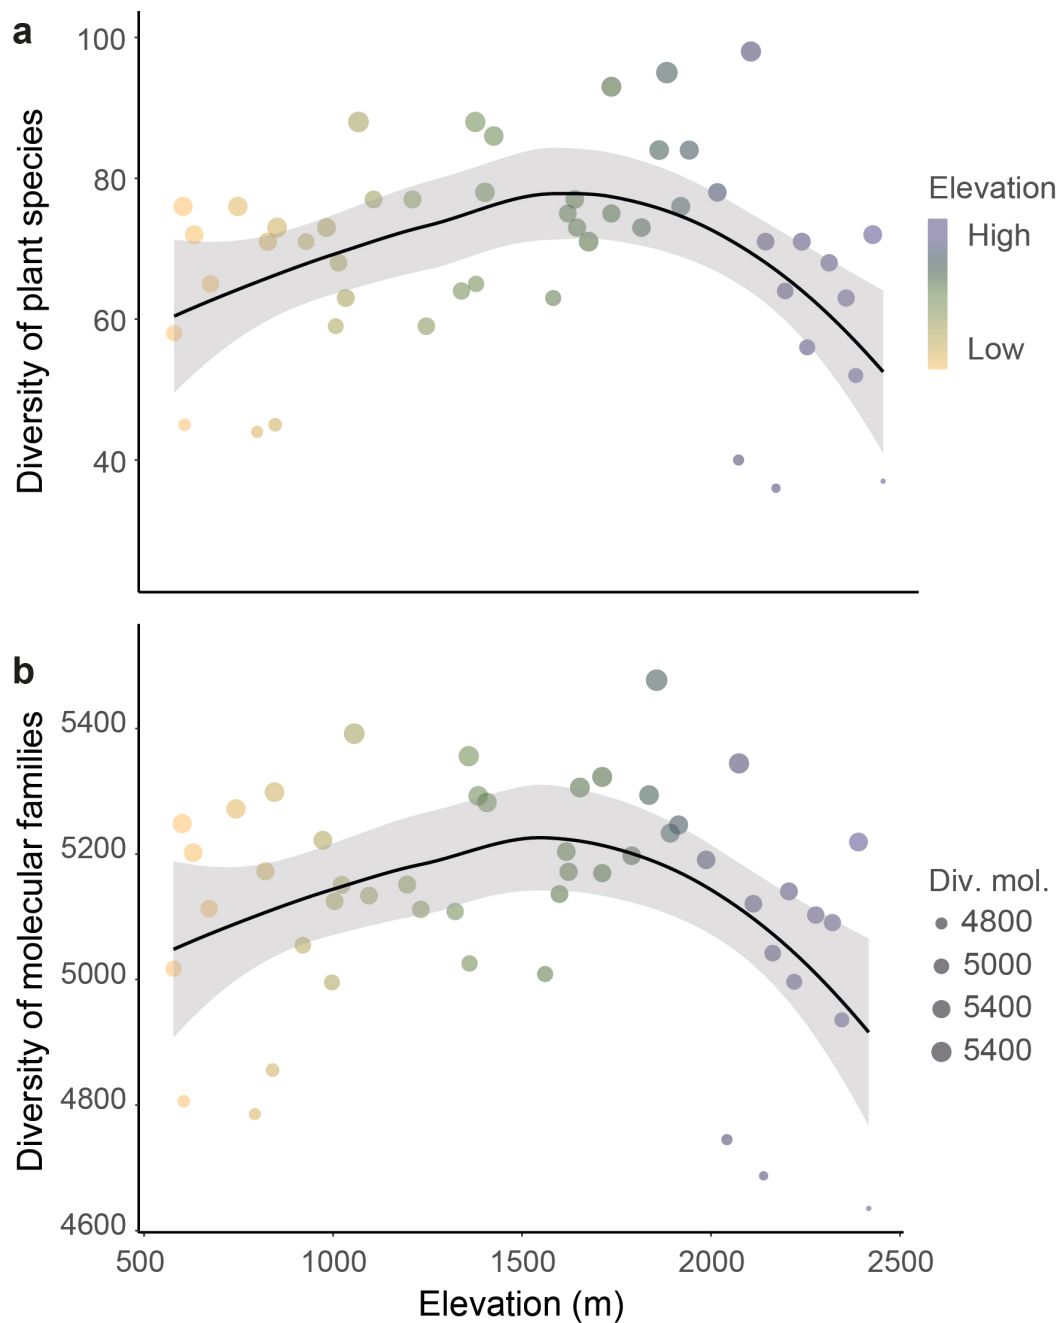 a
Diversity of plant species
100
80
60
40
Elevation
High
Low
b
Diversity of molecular families
5400
5200
5000
4800
4600
Div. mol.
4800
5000
5400
5400
500 1000 1500 2000 2500
Elevation (m)